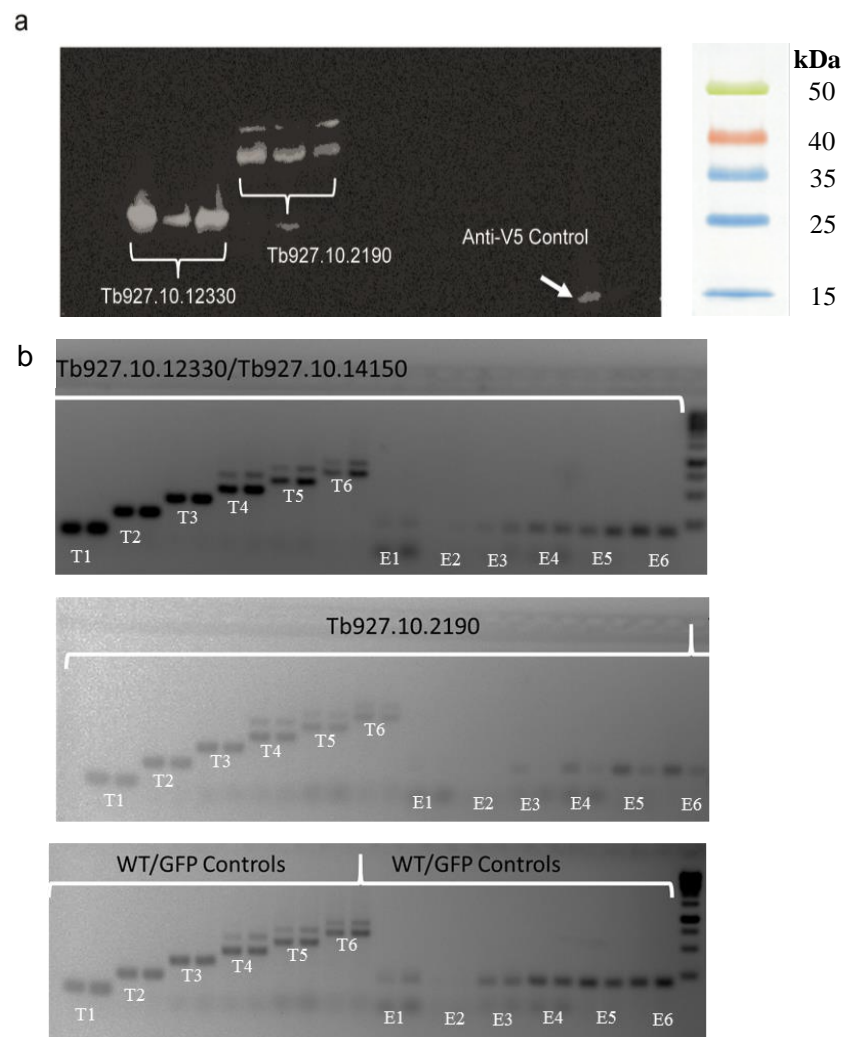 a
kDa
50
40
35
25
15
Anti-V5 Control
Tb927.10.2190
Tb927.10.12330
b
Tb927.10.12330/Tb927.10.14150
T1 T2 T3 T4 T5 T6 E1 E2 E3 E4 E5 E6
Tb927.10.2190
T1 T2 T3 T4 T5 T6 E1 E2 E3 E4 E5 E6
WT/GFP Controls WT/GFP Controls
T1 T2 T3 T4 T5 T6 E1 E2 E3 E4 E5 E6